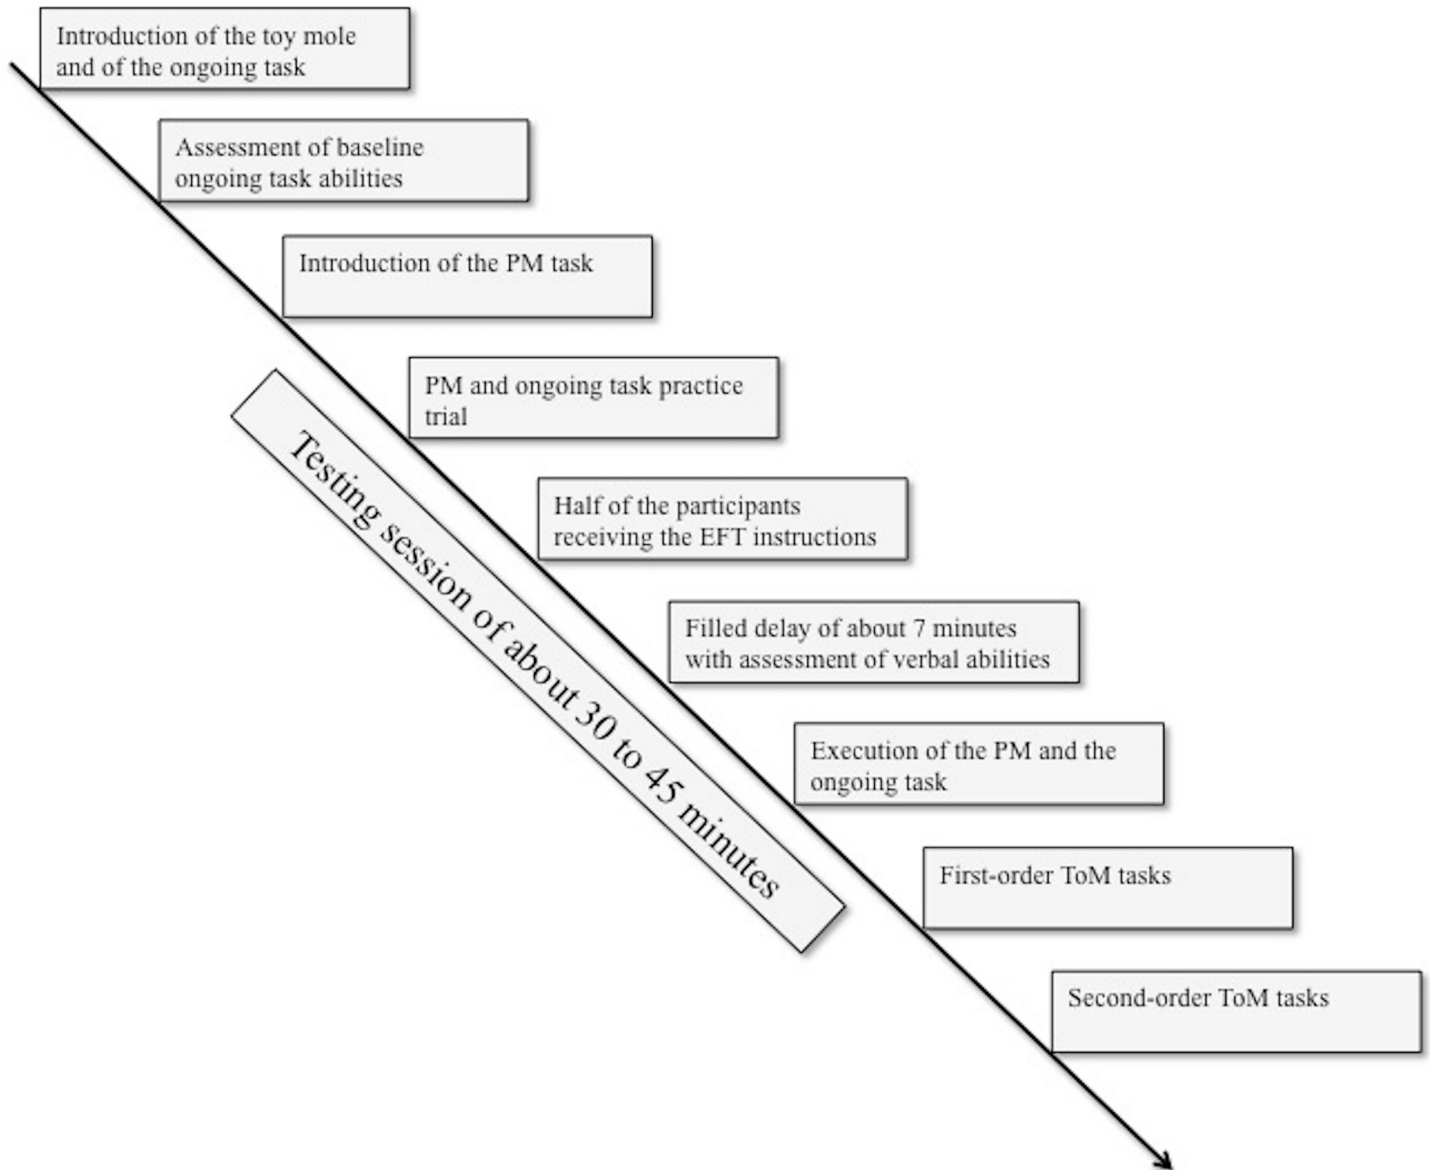 Introduction of the toy mole
and of the ongoing task
Assessment of baseline
ongoing task abilities
Introduction of the PM task
PM and ongoing task practice
trial
Half of the participants
receiving the EFT instructions
Filled delay of about 7 minutes
with assessment of verbal abilities
Execution of the PM and the
ongoing task
First-order ToM tasks
Second-order ToM tasks
Testing session of about 30 to 45 minutes